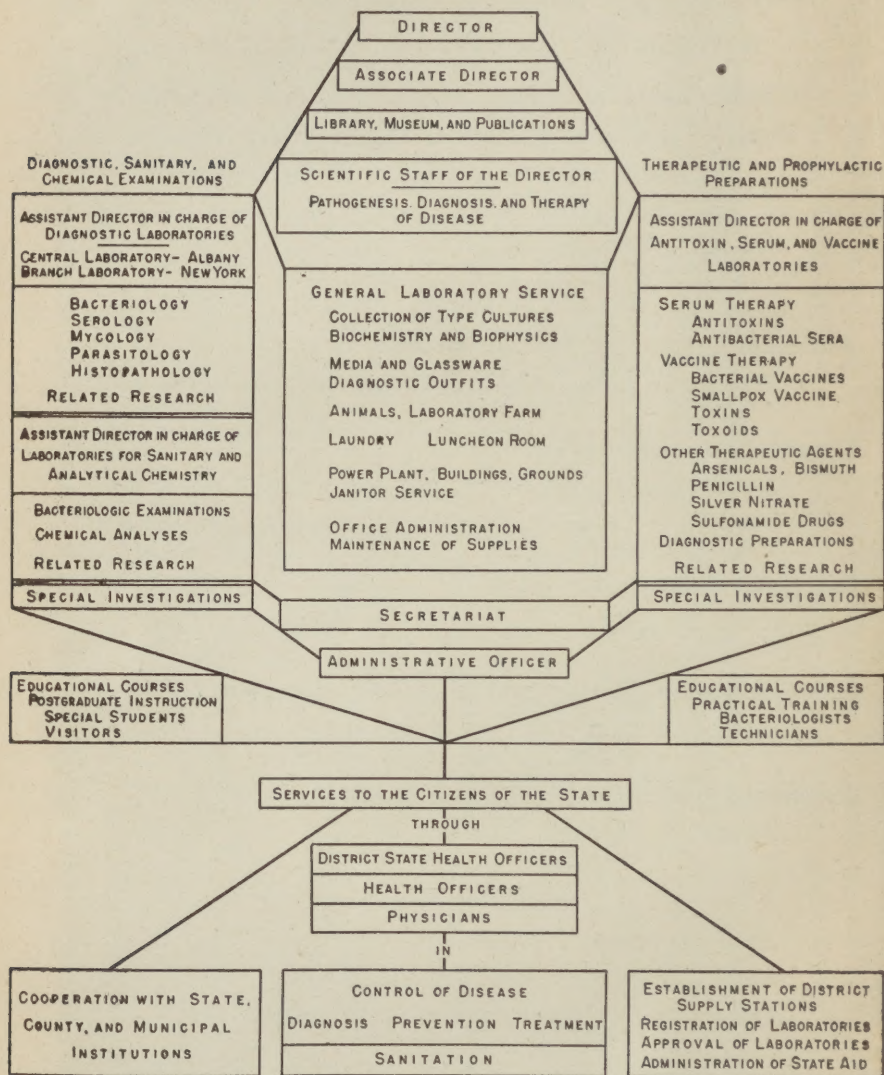 DIRECTOR
ASSOCIATE DIRECTOR
LIBRARY, MUSEUM, AND PUBLICATIONS
SCIENTIFIC STAFF OF THE DIRECTOR
PATHOGENESIS, DIAGNOSIS, AND THERAPY
OF DISEASE
DIAGNOSTIC, SANITARY, AND
CHEMICAL EXAMINATIONS
ASSISTANT DIRECTOR IN CHARGE OF
DIAGNOSTIC LABORATORIES
CENTRAL LABORATORY- ALBANY
BRANCH LABORATORY- NEW YORK
BACTERIOLOGY
SEROLOGY
MYCOLOGY
PARASITOLOGY
HISTOPATHOLOGY
RELATED RESEARCH
ASSISTANT DIRECTOR IN CHARGE OF
LABORATORIES FOR SANITARY AND
ANALYTICAL CHEMISTRY
BACTERIOLOGIC EXAMINATIONS
CHEMICAL ANALYSES
RELATED RESEARCH
SPECIAL INVESTIGATIONS
GENERAL LABORATORY SERVICE
COLLECTION OF TYPE CULTURES
BIOCHEMISTRY AND BIOPHYSICS
MEDIA AND GLASSWARE
DIAGNOSTIC OUTFITS
ANIMALS, LABORATORY FARM
LAUNDRY LUNCHEON ROOM
POWER PLANT, BUILDINGS, GROUNDS
JANITOR SERVICE
OFFICE ADMINISTRATION
MAINTENANCE OF SUPPLIES
THERAPEUTIC AND PROPHYLACTIC
PREPARATIONS
ASSISTANT DIRECTOR IN CHARGE OF
ANTITOXIN, SERUM, AND VACCINE
LABORATORIES
SERUM THERAPY
ANTITOXINS
ANTIBACTERIAL SERA
VACCINE THERAPY
BACTERIAL VACCINES
SMALLPOX VACCINE
TOXINS
TOXOIDS
OTHER THERAPEUTIC AGENTS
ARSENICALS, BISMUTH
PENICILLIN
SILVER NITRATE
SULFONAMIDE DRUGS
DIAGNOSTIC PREPARATIONS
RELATED RESEARCH
SPECIAL INVESTIGATIONS
SECRETARIAT
ADMINISTRATIVE OFFICER
EDUCATIONAL COURSES
POSTGRADUATE INSTRUCTION
SPECIAL STUDENTS
VISITORS
EDUCATIONAL COURSES
PRACTICAL TRAINING
BACTERIOLOGISTS
TECHNICIANS
SERVICES TO THE CITIZENS OF THE STATE
THROUGH
DISTRICT STATE HEALTH OFFICERS
HEALTH OFFICERS
PHYSICIANS
IN
COOPERATION WITH STATE,
COUNTY, AND MUNICIPAL
INSTITUTIONS
CONTROL OF DISEASE
DIAGNOSIS PREVENTION TREATMENT
SANITATION
ESTABLISHMENT OF DISTRICT
SUPPLY STATIONS
REGISTRATION OF LABORATORIES
APPROVAL OF LABORATORIES
ADMINISTRATION OF STATE AID